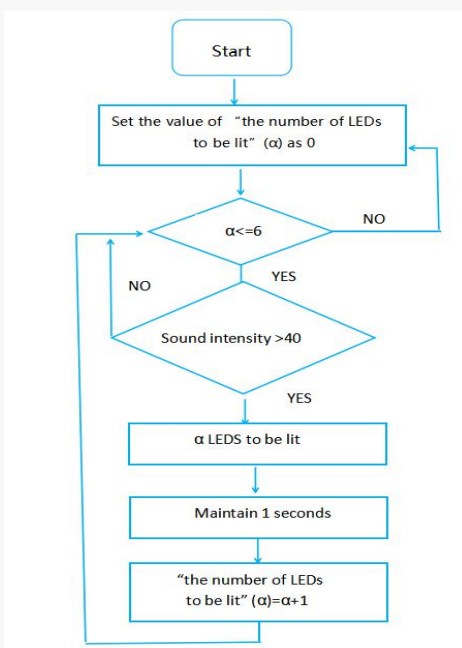 Start
Set the value of “the number of LEDs
to be lit” (α) as 0
α<=6
NO
YES
NO
Sound intensity >40
YES
α LEDS to be lit
Maintain 1 seconds
“the number of LEDs
to be lit” (α)=α+1